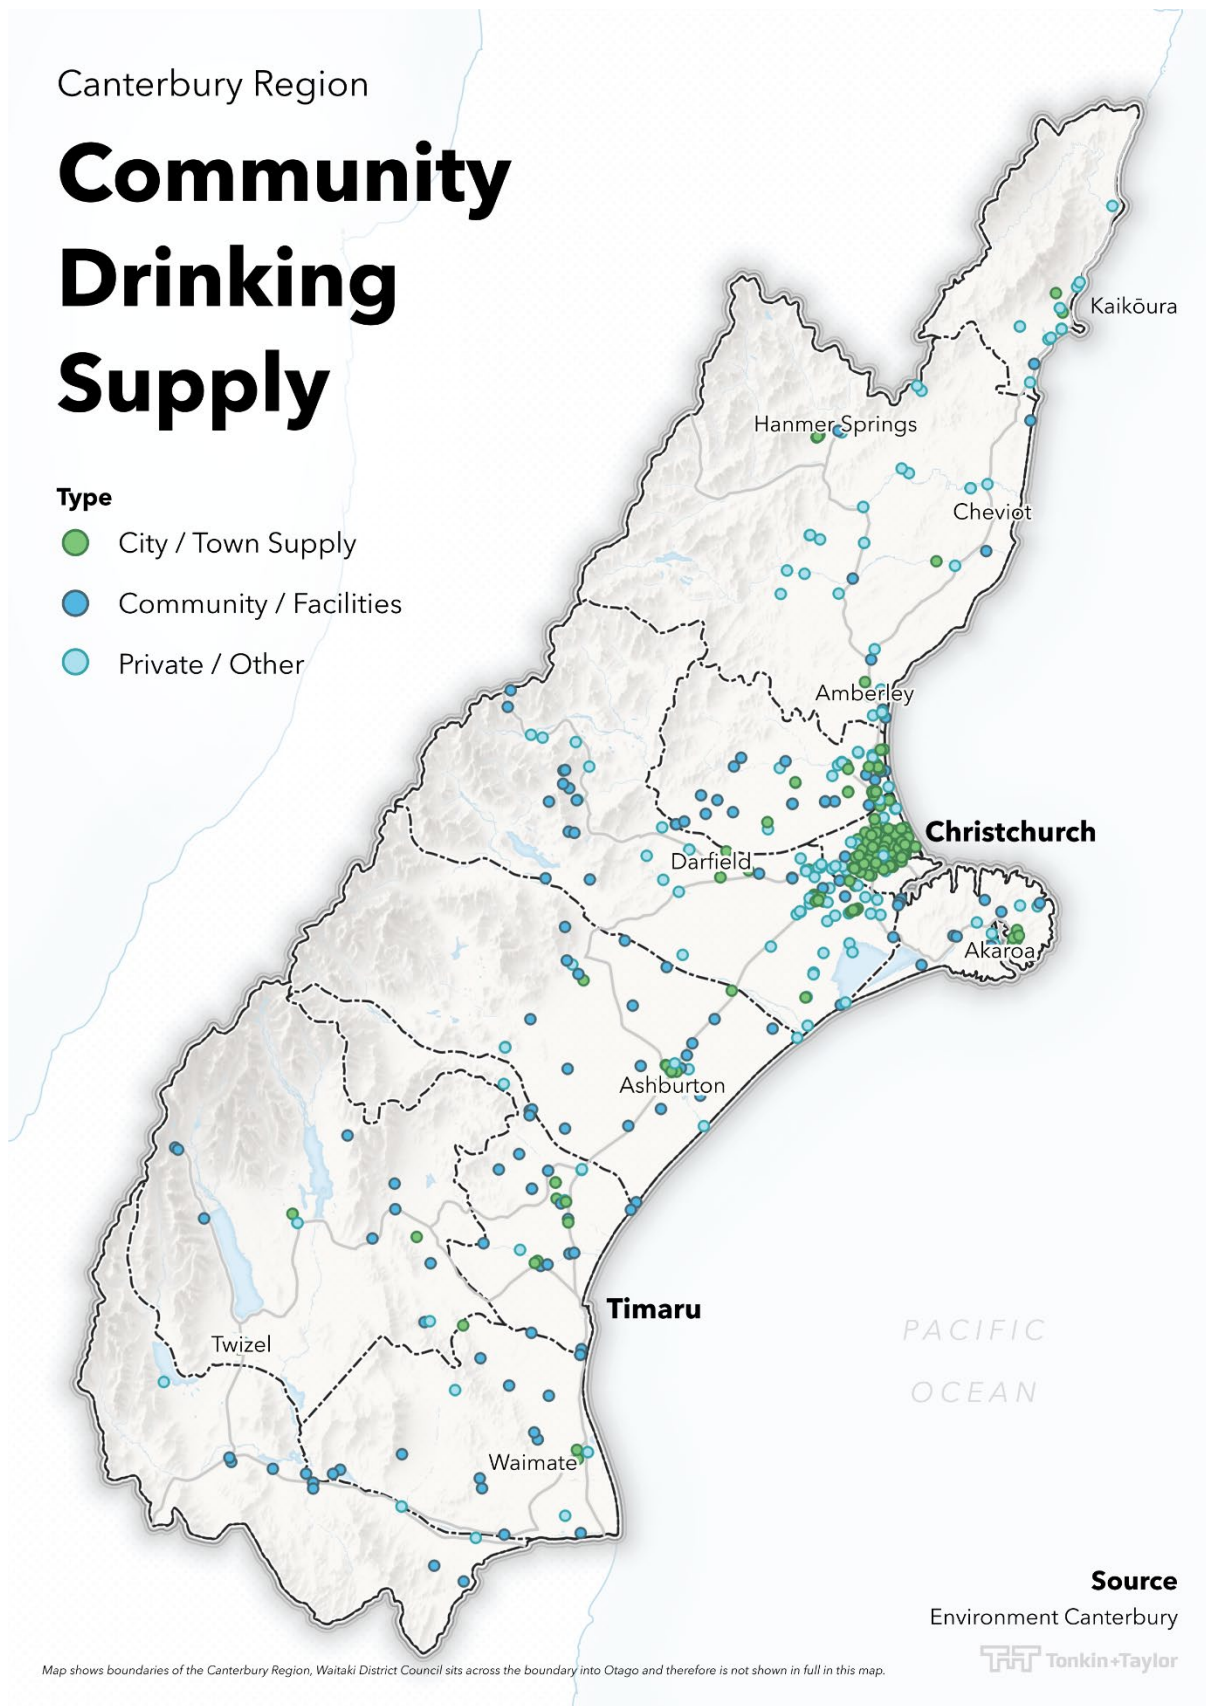 Canterbury Region
Community
Drinking
Supply
Type
City / Town Supply
Community / Facilities
Private / Other
Kaikōura
Hanmer Springs
Cheviot
Amberley
Christchurch
Darfield
Akaroa
Ashburton
Timaru
Twizel
Waimate
PACIFIC
OCEAN
Source
Environment Canterbury
Tonkin+Taylor
Map shows boundaries of the Canterbury Region, Waitaki District Council sits across the boundary into Otago and therefore is not shown in full in this map.